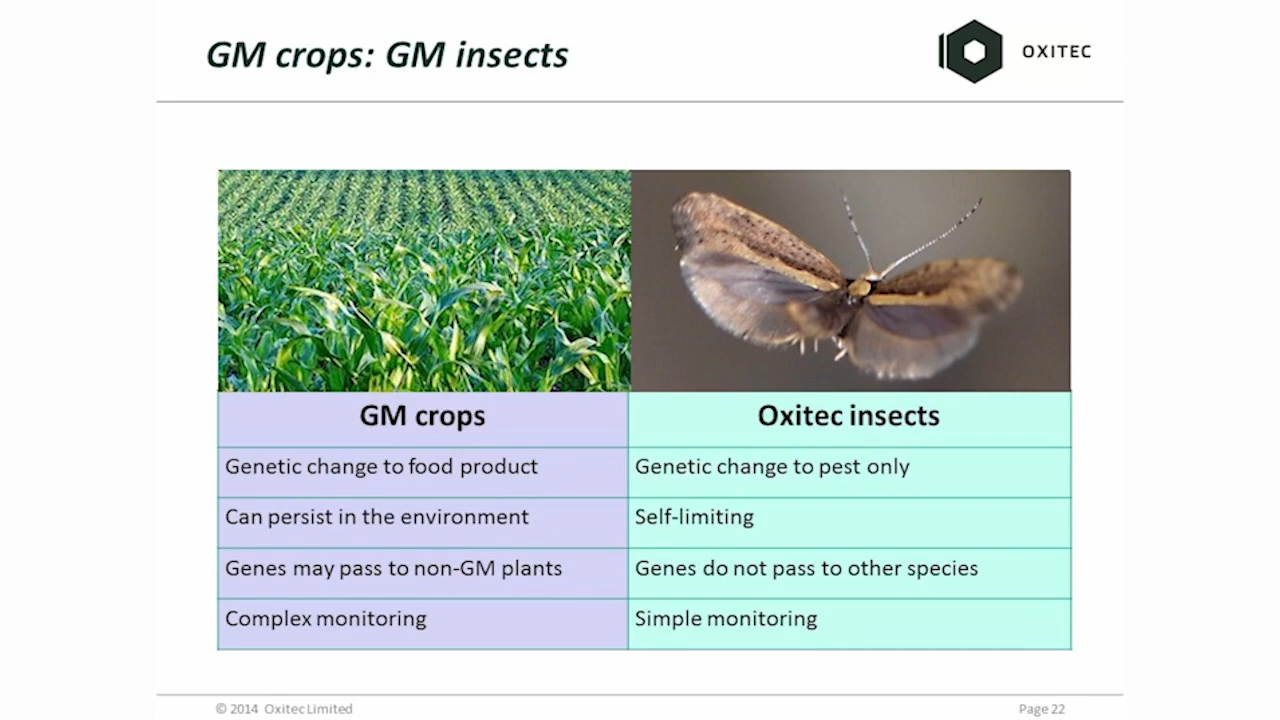 GM crops: GM insects
OXITEC
GM crops
Oxitec insects
Genetic change to food product
Genetic change to pest only
Can persist in the environment
Self-limiting
Genes may pass to non-GM plants
Genes do not pass to other species
Complex monitoring
Simple monitoring
© 2014 Oxitec Limited
Page 22